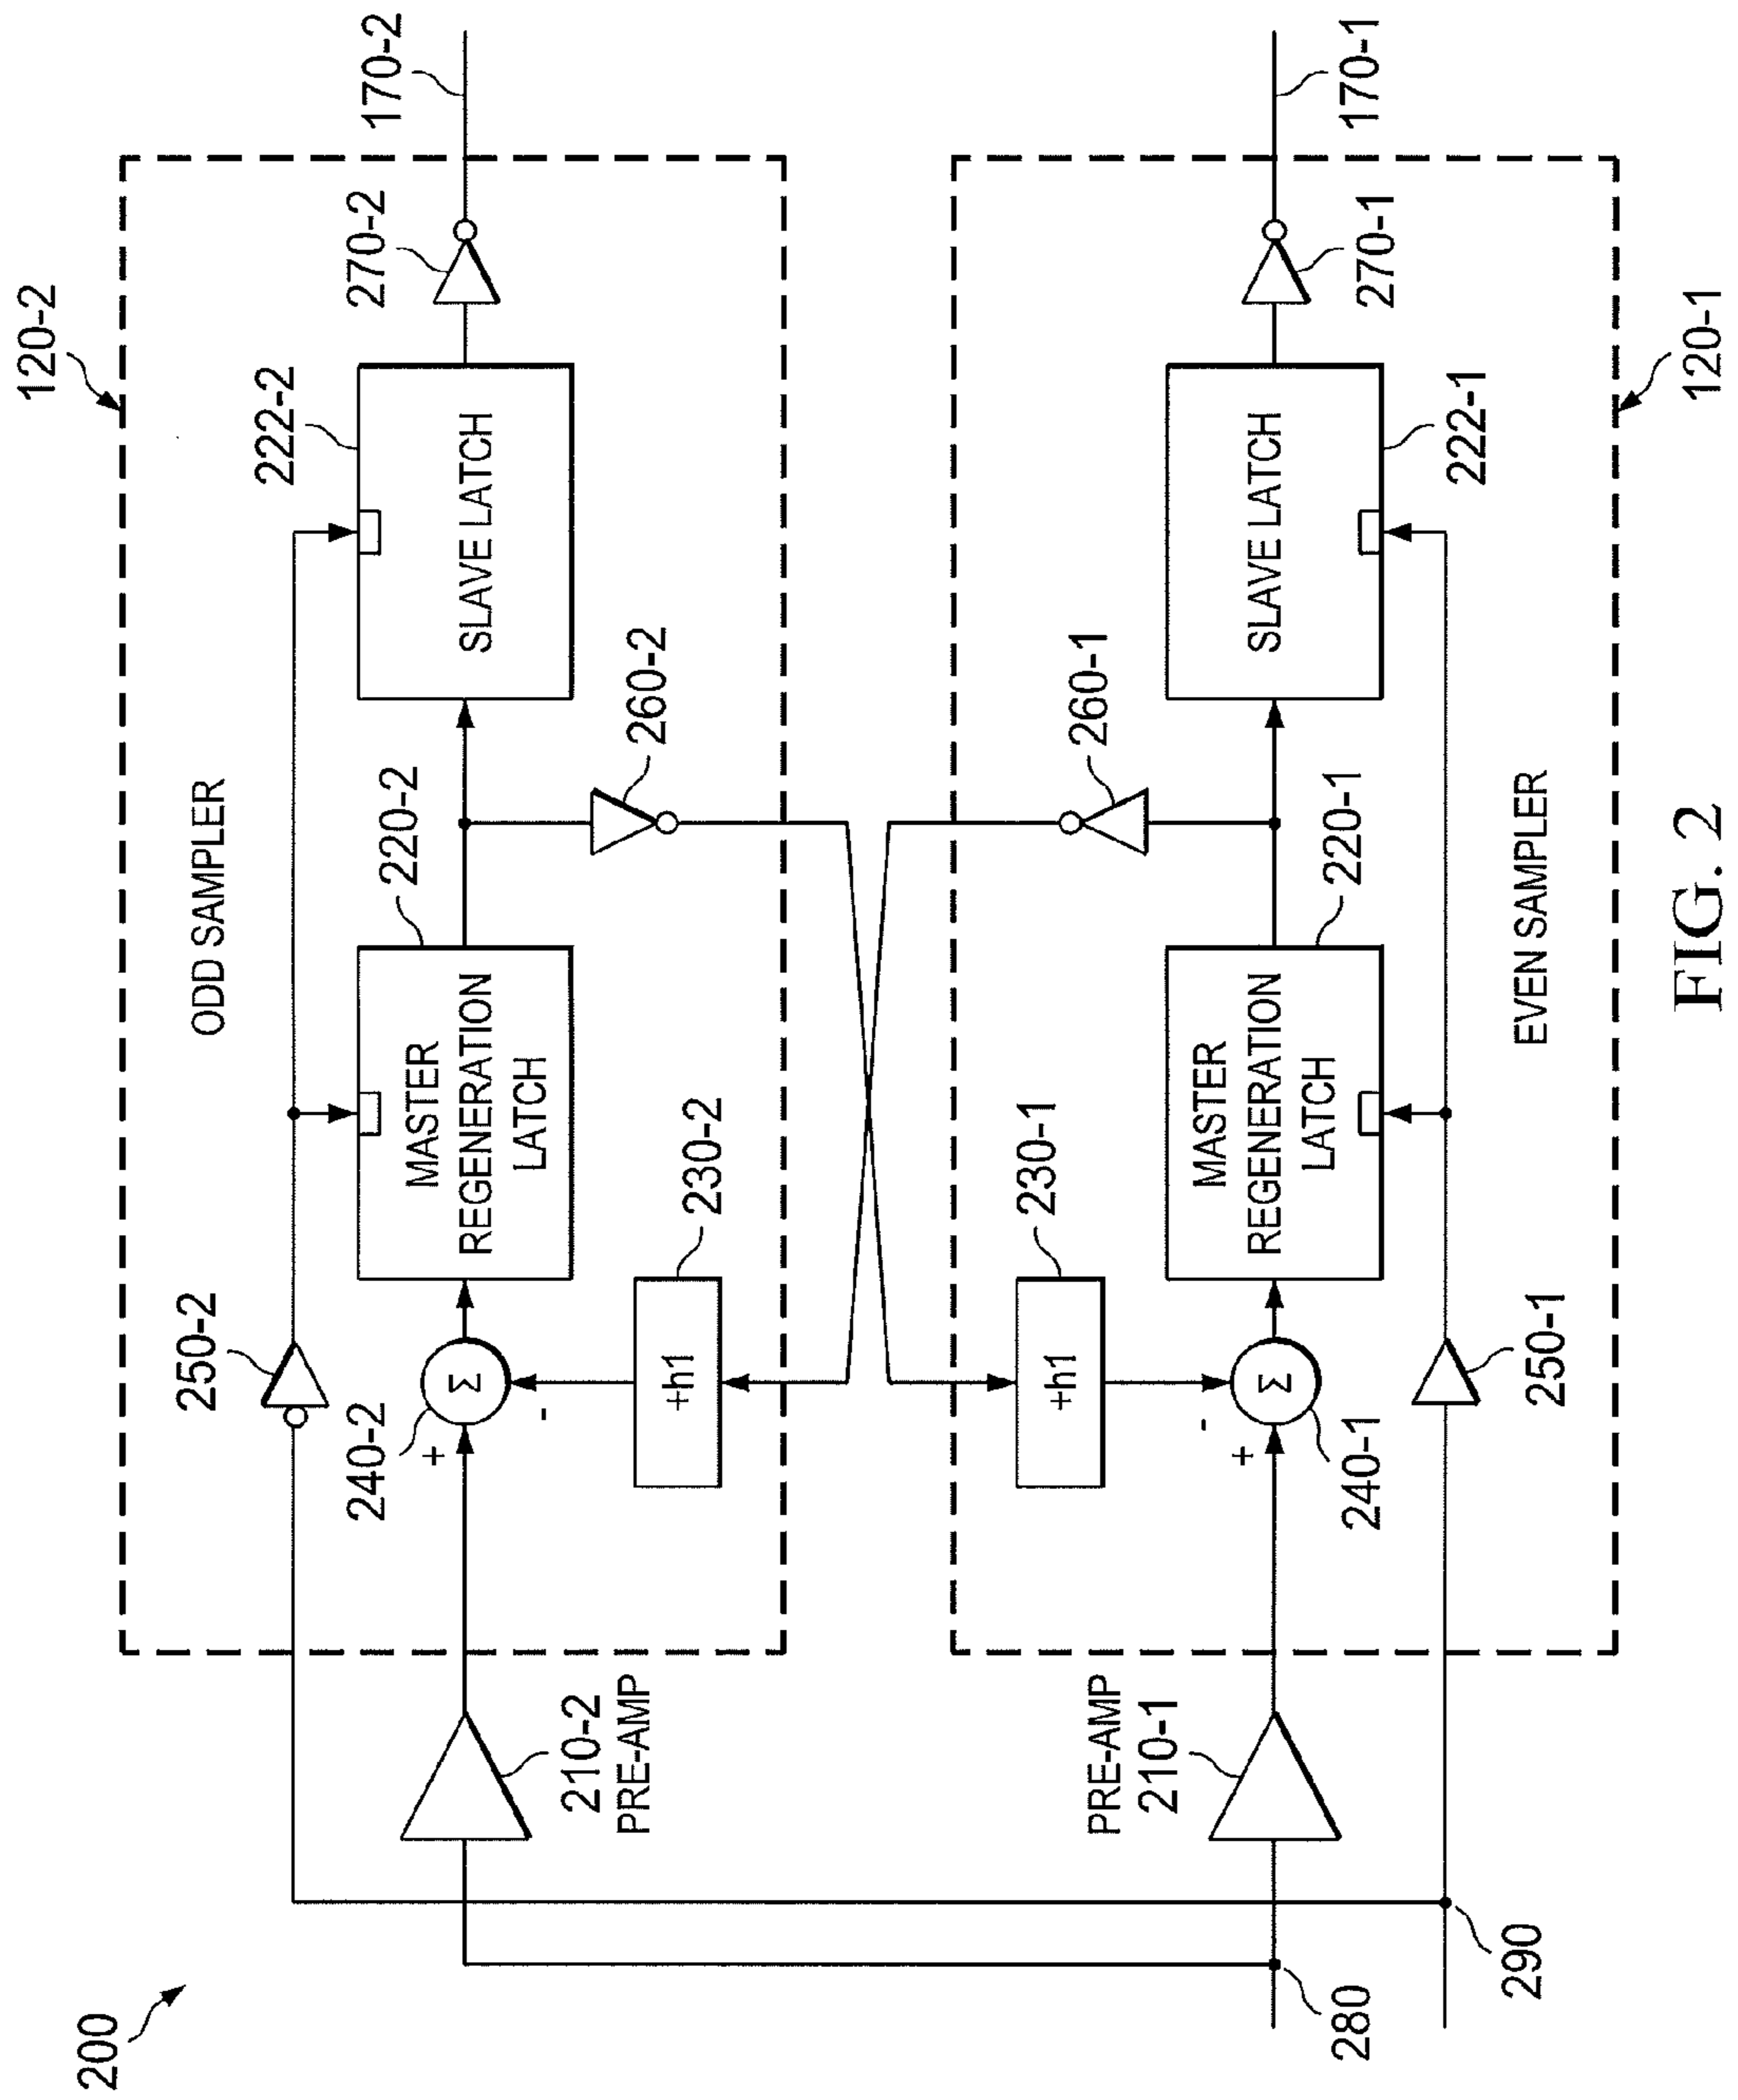 200
120-2
ODD SAMPLER
250-2
220-2
222-2
270-2
170-2
240-2
+
-
Σ
MASTER
REGENERATION
LATCH
SLAVE LATCH
260-2
+h1
230-2
210-2
PRE-AMP
PRE-AMP
210-1
+h1
230-1
260-1
-
+
Σ
240-1
MASTER
REGENERATION
LATCH
SLAVE LATCH
220-1
222-1
270-1
170-1
280
290
250-1
EVEN SAMPLER
120-1
FIG. 2